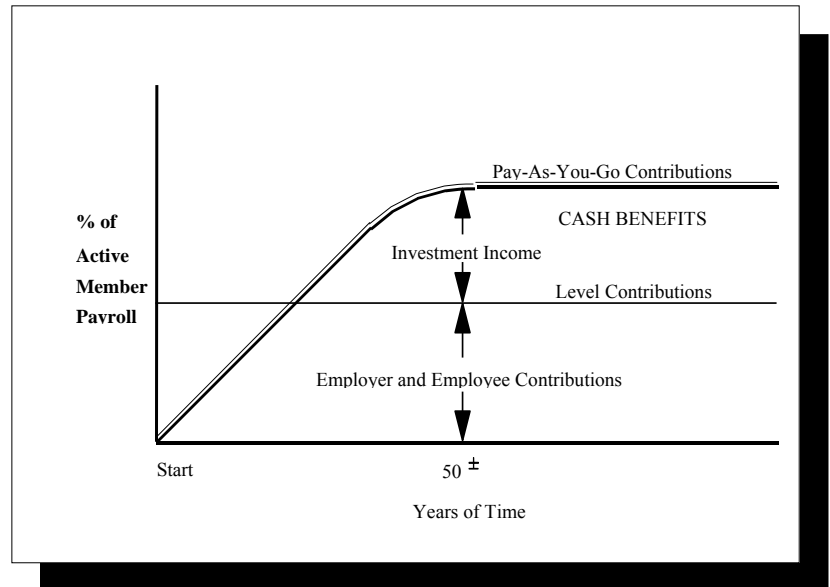 Pay-As-You-Go Contributions
CASH BENEFITS
% of
Active
Member
Payroll
Investment Income
Level Contributions
Employer and Employee Contributions
Start
50 ±
Years of Time